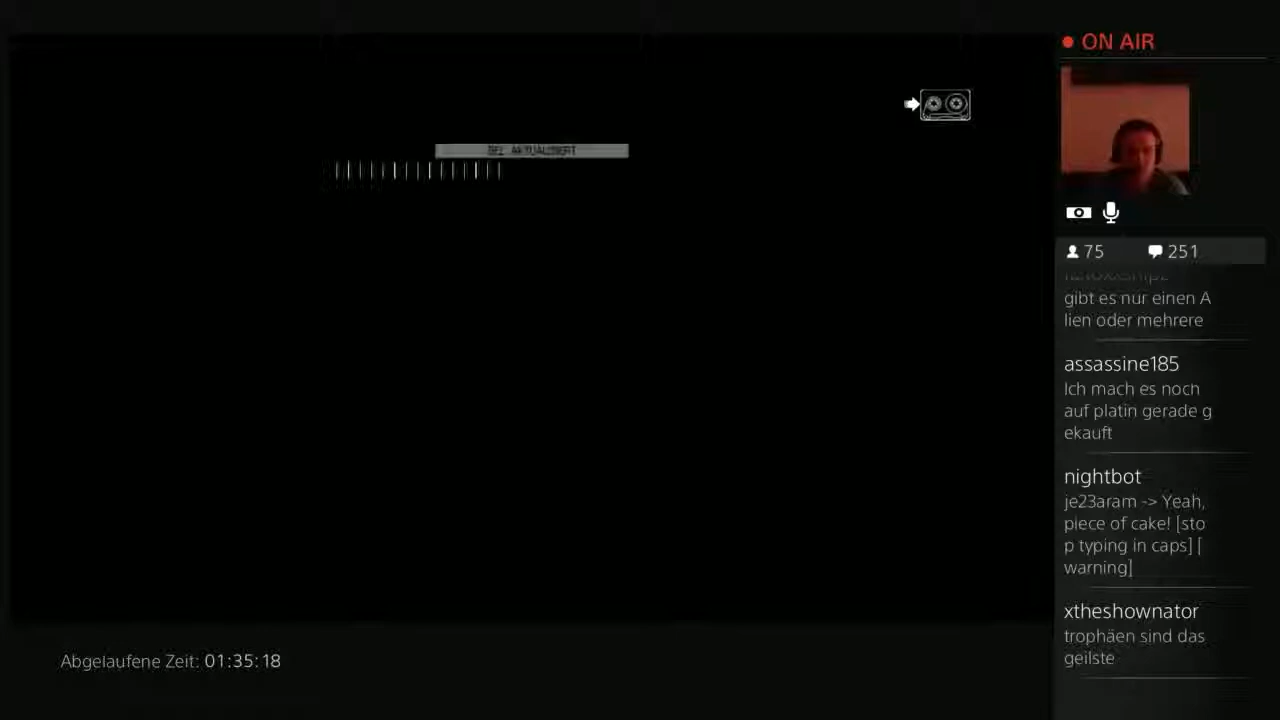 ON AIR
AKTUALISIERT
75 251
gibt es nur einen A
lien oder mehrere
assassine185
Ich mach es noch
auf platin gerade g
ekauft
nightbot
je23aram -> Yeah,
piece of cake! [sto
p typing in caps] [
warning]
xtheshownator
trophäen sind das
geilste
Abgelaufene Zeit: 01:35:18